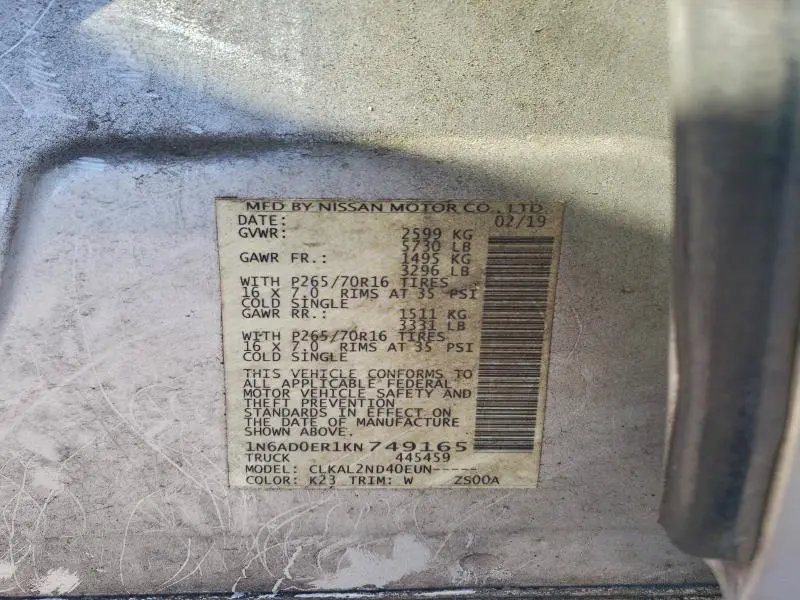 MFD BY NISSAN MOTOR CO., LTD
DATE: 02/19
GVWR: 2599 KG
5730 LB
GAWR FR.: 1495 KG
3296 LB
WITH P265/70R16 TIRES
16 X 7.0 RIMS AT 35 PSI
COLD SINGLE
GAWR RR.: 1511 KG
3331 LB
WITH P265/70R16 TIRES
16 X 7.0 RIMS AT 35 PSI
COLD SINGLE
THIS VEHICLE CONFORMS TO
ALL APPLICABLE FEDERAL
MOTOR VEHICLE SAFETY AND
THEFT PREVENTION
STANDARDS IN EFFECT ON
THE DATE OF MANUFACTURE
SHOWN ABOVE.
1N6AD0ER1KN749165
TRUCK 445459
MODEL: CLKAL2ND40EUN-----
COLOR: K23 TRIM: W ZS00A